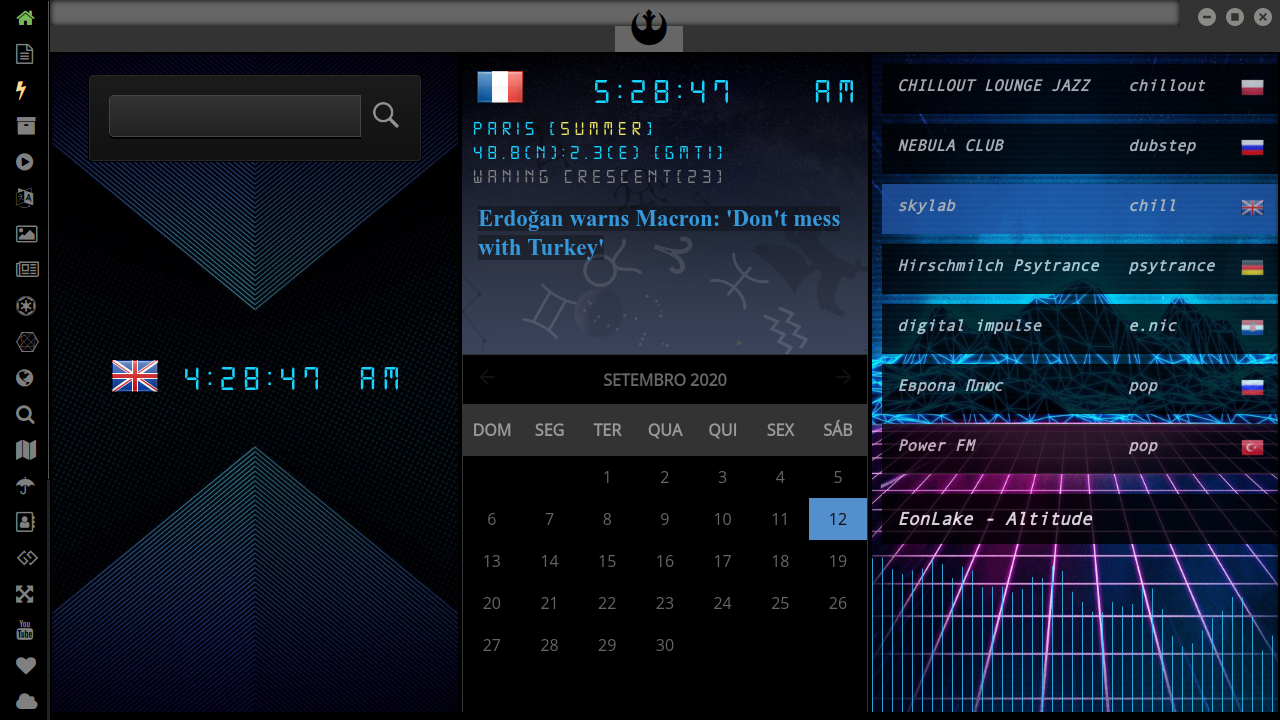 4:28:47 AM
5:28:47 AM
PARIS (SUMMER)
48.8(N):2.3(E) (GMT1)
WANING CRESCENT(23)
Erdoğan warns Macron: 'Don't mess
with Turkey'
SETEMBRO 2020
DOM SEG TER QUA QUI SEX SÁB
1 2 3 4 5
6 7 8 9 10 11 12
13 14 15 16 17 18 19
20 21 22 23 24 25 26
27 28 29 30
CHILLOUT LOUNGE JAZZ chillout
NEBULA CLUB dubstep
skylab chill
Hirschmilch Psytrance psytrance
digital impulse e.nic
Европа Плюс pop
Power FM pop
EonLake - Altitude
You
Tube